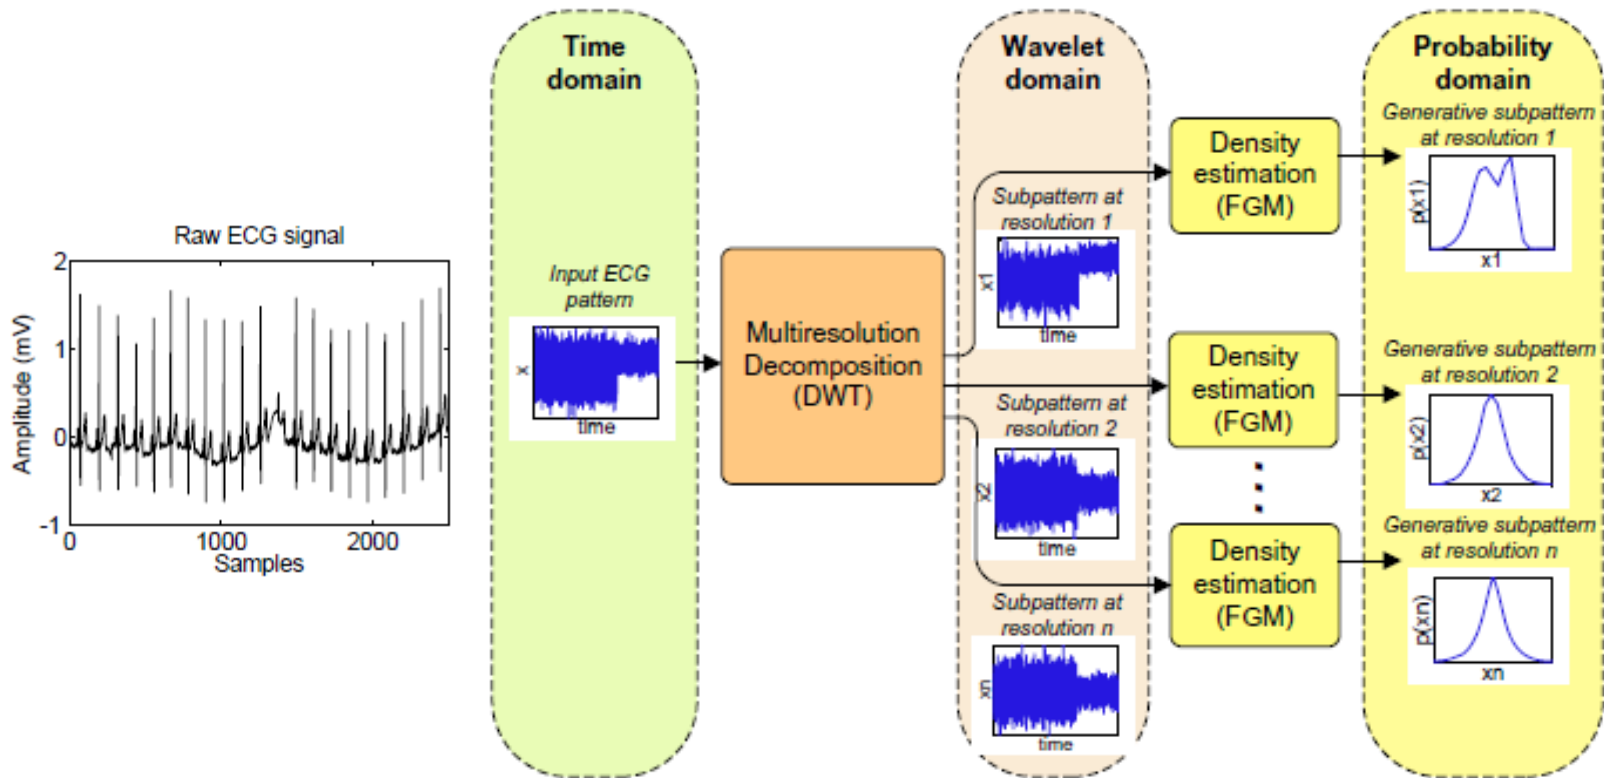 Raw ECG signal
2
1
0
-1
Amplitude (mV)
0
1000
2000
Samples
Time
domain
Input ECG
pattern
x
time
Multiresolution
Decomposition
(DWT)
Wavelet
domain
Subpattern at
resolution 1
x1
time
Subpattern at
resolution 2
x2
time
Subpattern at
resolution n
xn
time
Density
estimation
(FGM)
Density
estimation
(FGM)
Density
estimation
(FGM)
Probability
domain
Generative subpattern
at resolution 1
p(x1)
x1
Generative subpattern
at resolution 2
p(x2)
x2
Generative subpattern
at resolution n
p(xn)
xn